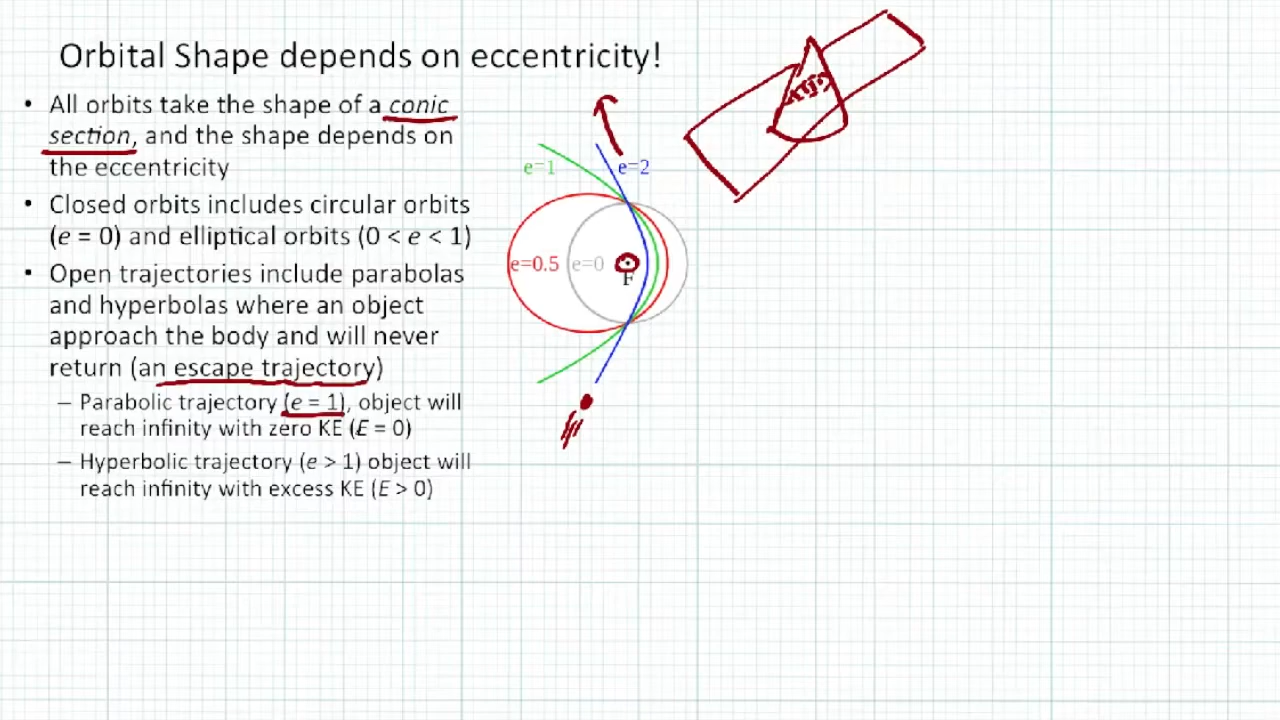 Orbital Shape depends on eccentricity!
• All orbits take the shape of a conic
section, and the shape depends on
the eccentricity
• Closed orbits includes circular orbits
(e = 0) and elliptical orbits (0 < e < 1)
• Open trajectories include parabolas
and hyperbolas where an object
approach the body and will never
return (an escape trajectory)
– Parabolic trajectory (e = 1), object will
reach infinity with zero KE (E = 0)
– Hyperbolic trajectory (e > 1) object will
reach infinity with excess KE (E > 0)
e=1
e=2
e=0.5
e=0
F